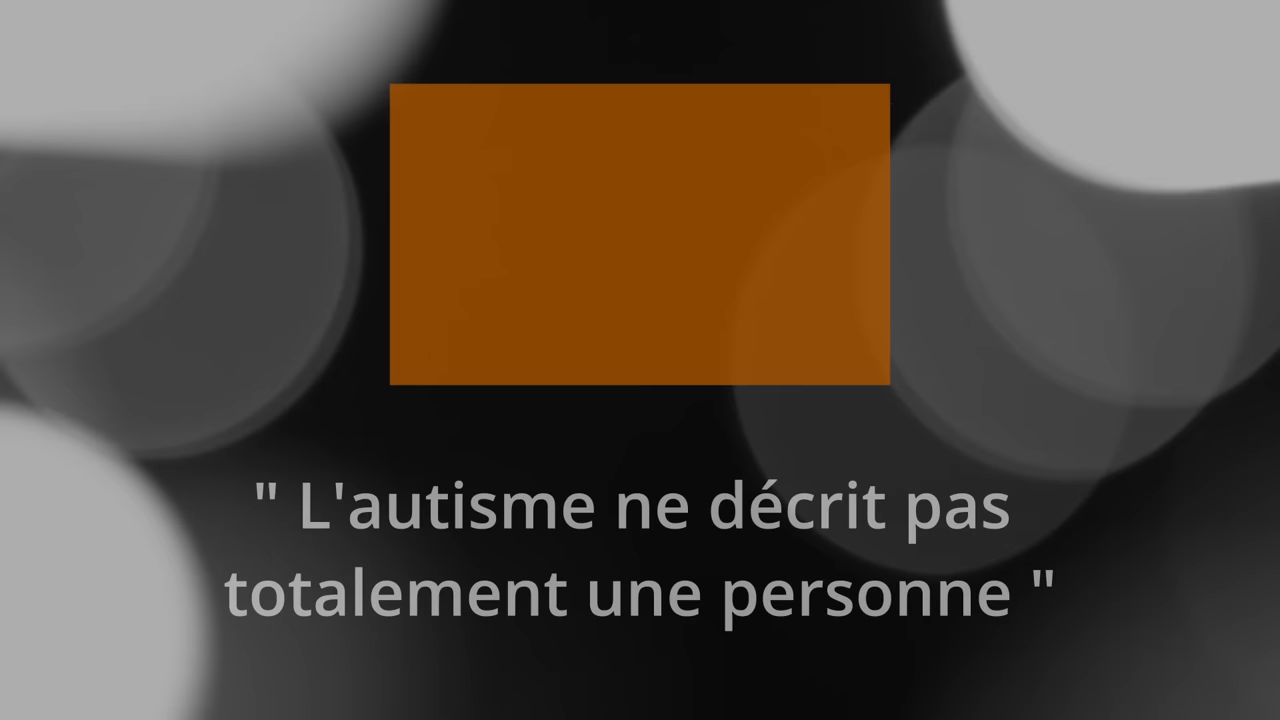 " L'autisme ne décrit pas
totalement une personne "